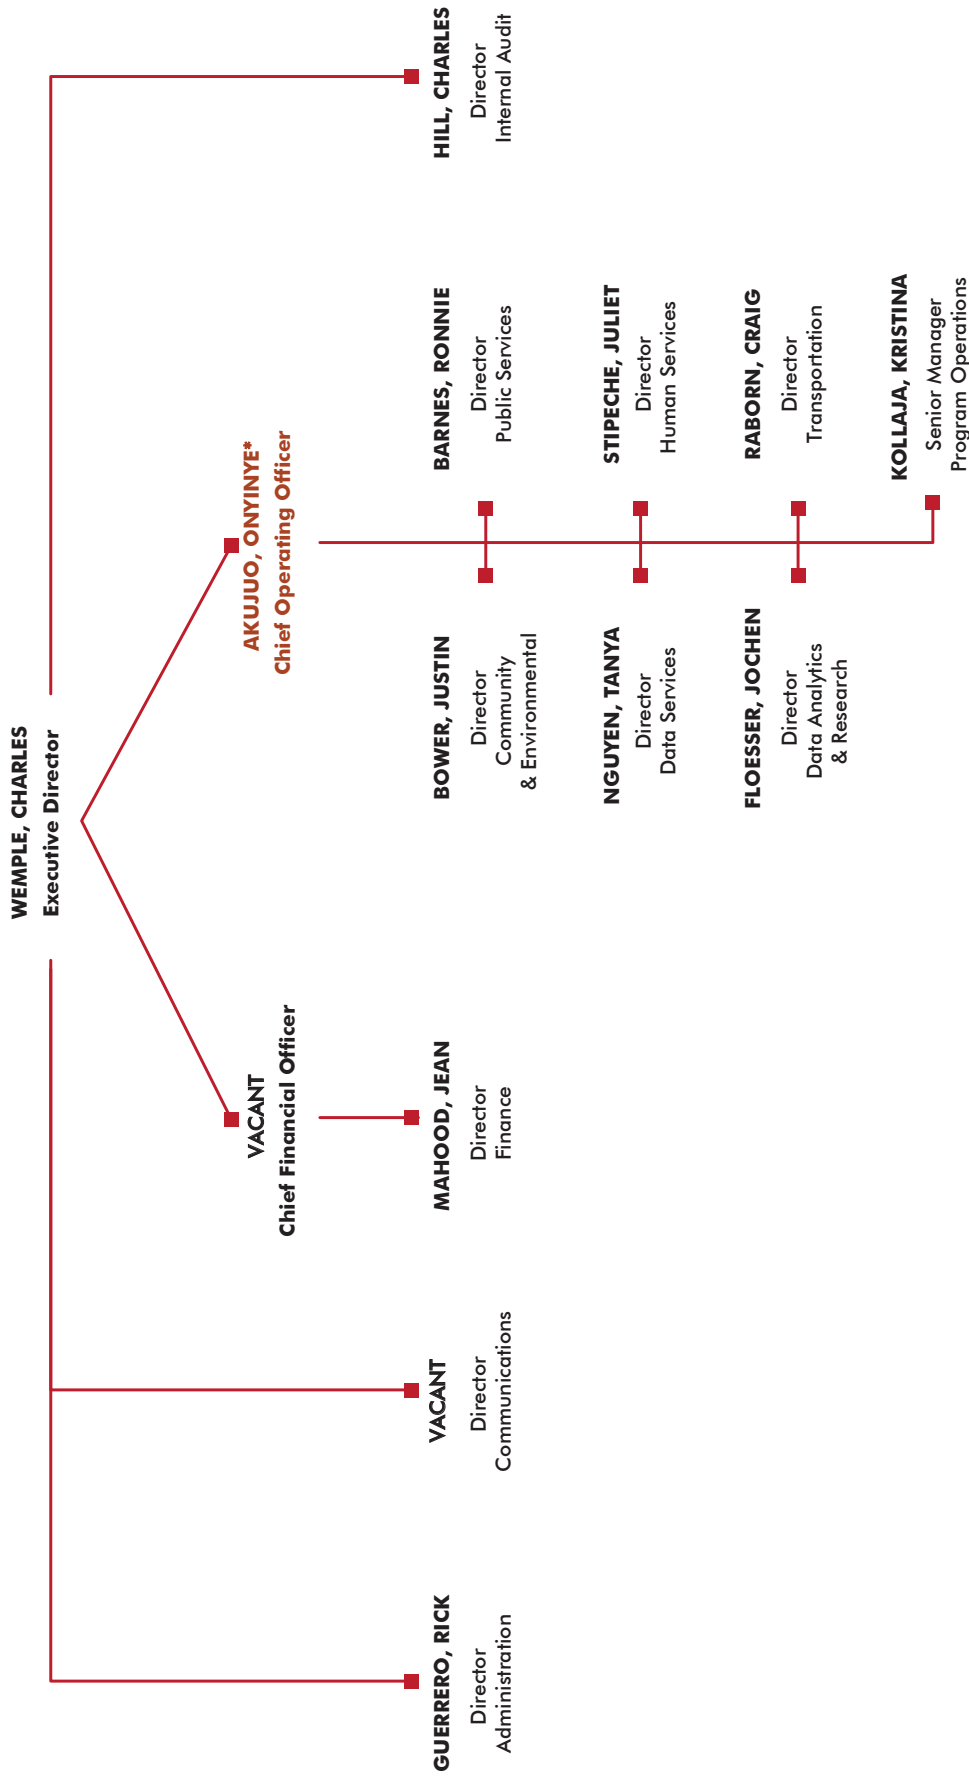 WEMPLE, CHARLES
Executive Director
VACANT
Chief Financial Officer
AKUJUO, ONYINYE*
Chief Operating Officer
GUERRERO, RICK
Director
Administration
VACANT
Director
Communications
MAHOOD, JEAN
Director
Finance
BOWER, JUSTIN
Director
Community
& Environmental
BARNES, RONNIE
Director
Public Services
HILL, CHARLES
Director
Internal Audit
NGUYEN, TANYA
Director
Data Services
STIPECHE, JULIET
Director
Human Services
FLOESSER, JOCHEN
Director
Data Analytics
& Research
RABORN, CRAIG
Director
Transportation
KOLLAJA, KRISTINA
Senior Manager
Program Operations